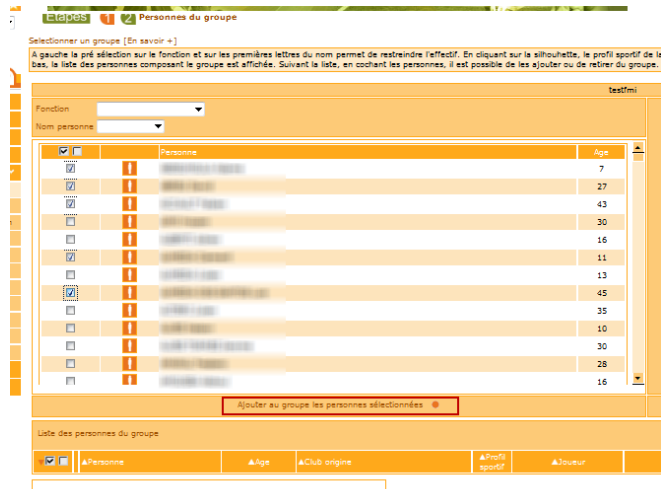 Etapes 1 2 Personnes du groupe
Selectionner un groupe [En savoir +]
A gauche la pré sélection sur le fonction et sur les premières lettres du nom permet de restreindre l'effectif. En cliquant sur la silhouette, le profil sportif de la
bas, la liste des personnes composant le groupe est affichée. Suivant la liste, en cochant les personnes, il est possible de les ajouter ou de retirer du groupe.
testfmi
Fonction
Nom personne
Personne Age
7
27
43
30
16
11
13
45
35
10
30
28
16
Ajouter au groupe les personnes sélectionnées
Liste des personnes du groupe
Personne Age Club origine Profil sportif Joueur